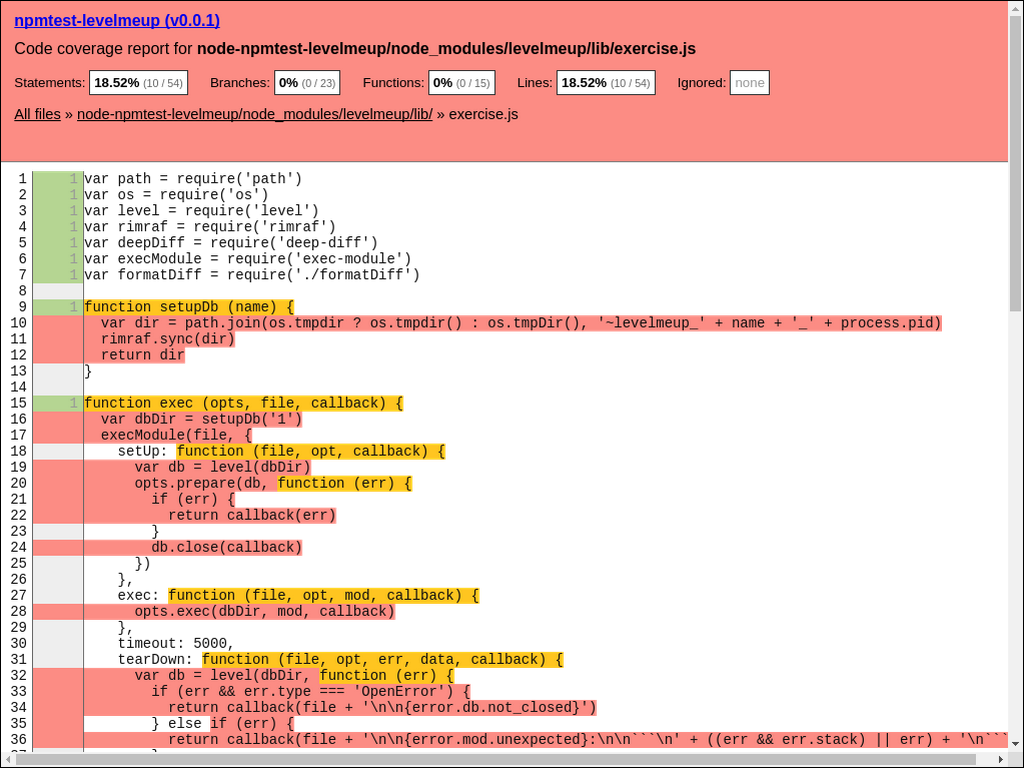 npmtest-levelmeup (v0.0.1)
Code coverage report for node-npmtest-levelmeup/node_modules/levelmeup/lib/exercise.js
Statements: 18.52% (10 / 54) Branches: 0% (0 / 23) Functions: 0% (0 / 15) Lines: 18.52% (10 / 54) Ignored: none
All files » node-npmtest-levelmeup/node_modules/levelmeup/lib/ » exercise.js
1 1 var path = require('path')
2 1 var os = require('os')
3 1 var level = require('level')
4 1 var rimraf = require('rimraf')
5 1 var deepDiff = require('deep-diff')
6 1 var execModule = require('exec-module')
7 1 var formatDiff = require('./formatDiff')
8
9 1 function setupDb (name) {
10   var dir = path.join(os.tmpdir ? os.tmpdir() : os.tmpDir(), '~levelmeup_' + name + '_' + process.pid)
11   rimraf.sync(dir)
12   return dir
13 }
14
15 1 function exec (opts, file, callback) {
16   var dbDir = setupDb('1')
17   execModule(file, {
18     setUp: function (file, opt, callback) {
19       var db = level(dbDir)
20       opts.prepare(db, function (err) {
21         if (err) {
22           return callback(err)
23         }
24         db.close(callback)
25       })
26     },
27     exec: function (file, opt, mod, callback) {
28       opts.exec(dbDir, mod, callback)
29     },
30     timeout: 5000,
31     tearDown: function (file, opt, err, data, callback) {
32       var db = level(dbDir, function (err) {
33         if (err && err.type === 'OpenError') {
34           return callback(file + '\n\n{error.db.not_closed}')
35         } else if (err) {
36           return callback(file + '\n\n{error.mod.unexpected}:\n\n```\n' + ((err && err.stack) || err) + '\n```